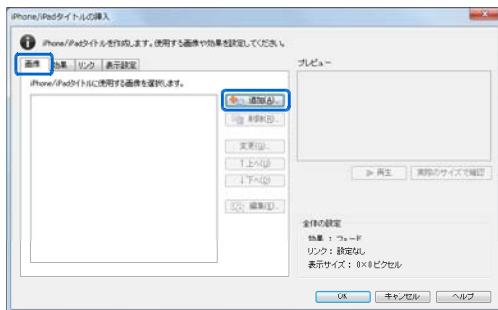 iPhone/iPadタイトルの挿入
iPhone/iPadタイトルを作成します。使用する画像や効果を設定してください。
画像
効果
リンク
表示設定
iPhone/iPadタイトルに使用する画像を選択します。
追加(A)...
削除(R)...
変更(G)...
↑上へ(U)
↓下へ(D)
編集(E)...
プレビュー
再生
実際のサイズで確認
全体の設定
効果 : フェード
リンク : 設定なし
表示サイズ : 0×0ピクセル
OK
キャンセル
ヘルプ